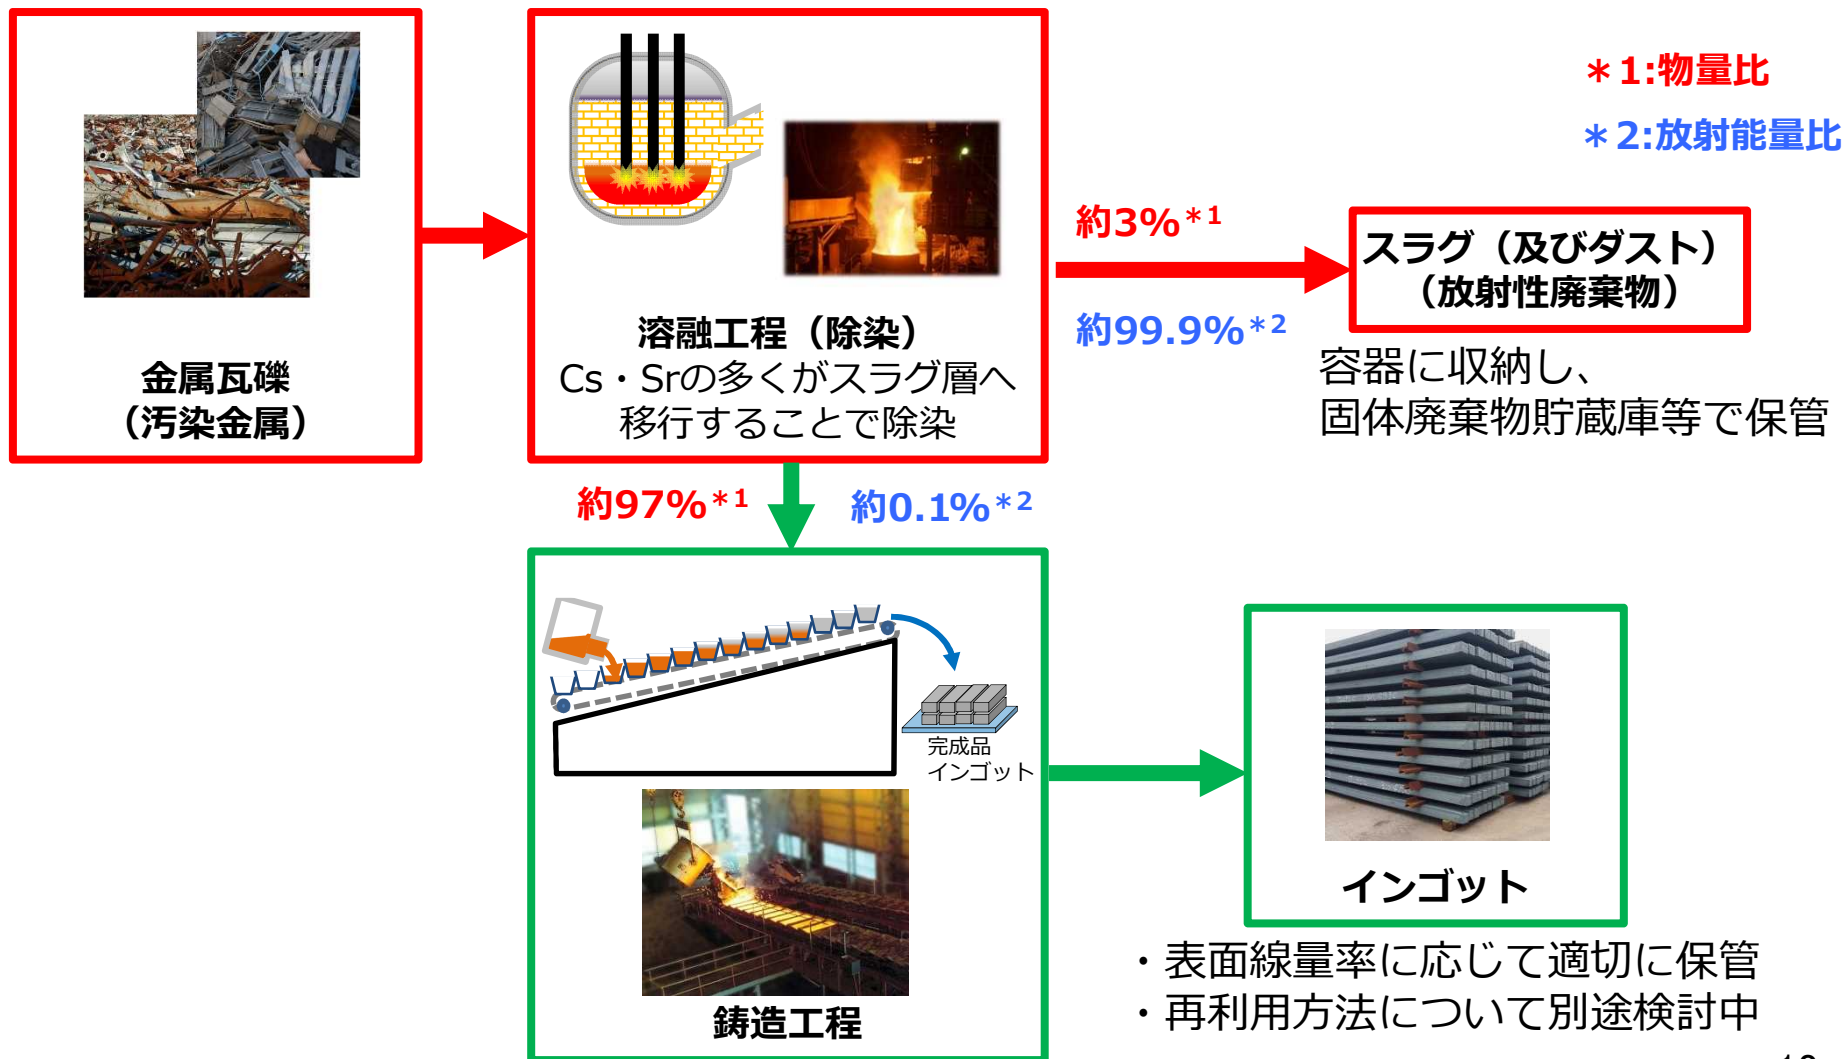 *1:物量比
*2:放射能量比
金属瓦礫
(汚染金属)
溶融工程(除染)
Cs・Srの多くがスラグ層へ
移行することで除染
約3%*1
約99.9%*2
スラグ(及びダスト)
(放射性廃棄物)
容器に収納し、
固体廃棄物貯蔵庫等で保管
約97%*1
約0.1%*2
完成品
インゴット
鋳造工程
インゴット
・表面線量率に応じて適切に保管
・再利用方法について別途検討中